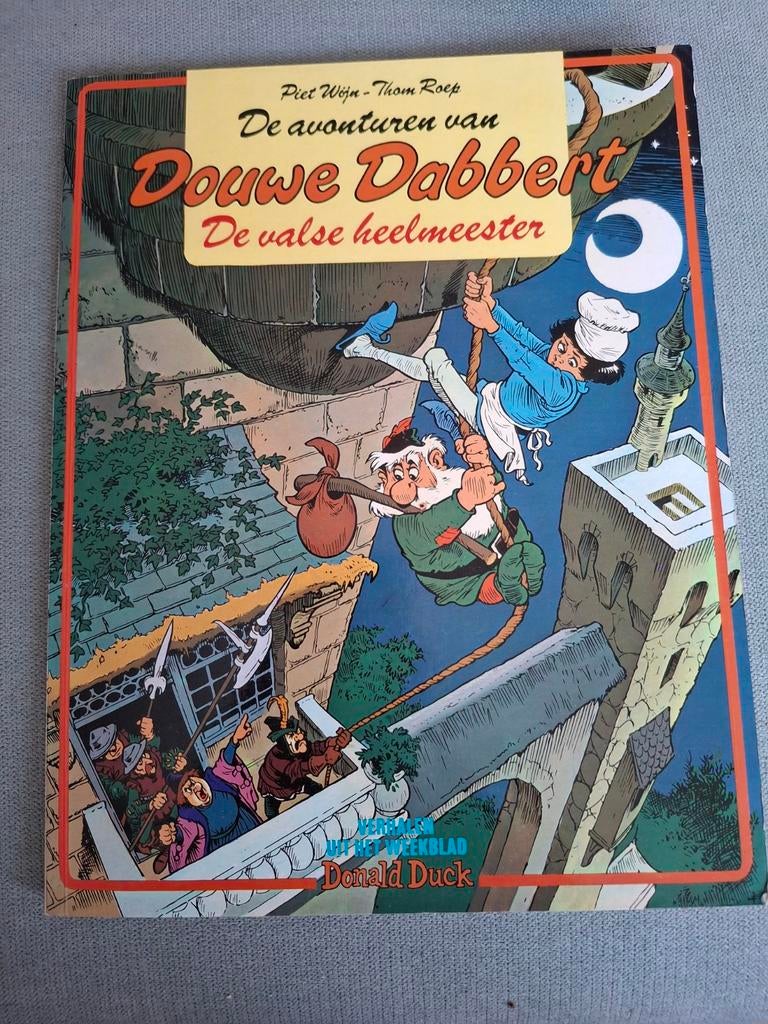 Piet Wijn - Thom Roep
De avonturen van
Douwe Dabbert
De valse heelmeester
VERHALEN
UIT HET WEEKBLAD
Donald Duck